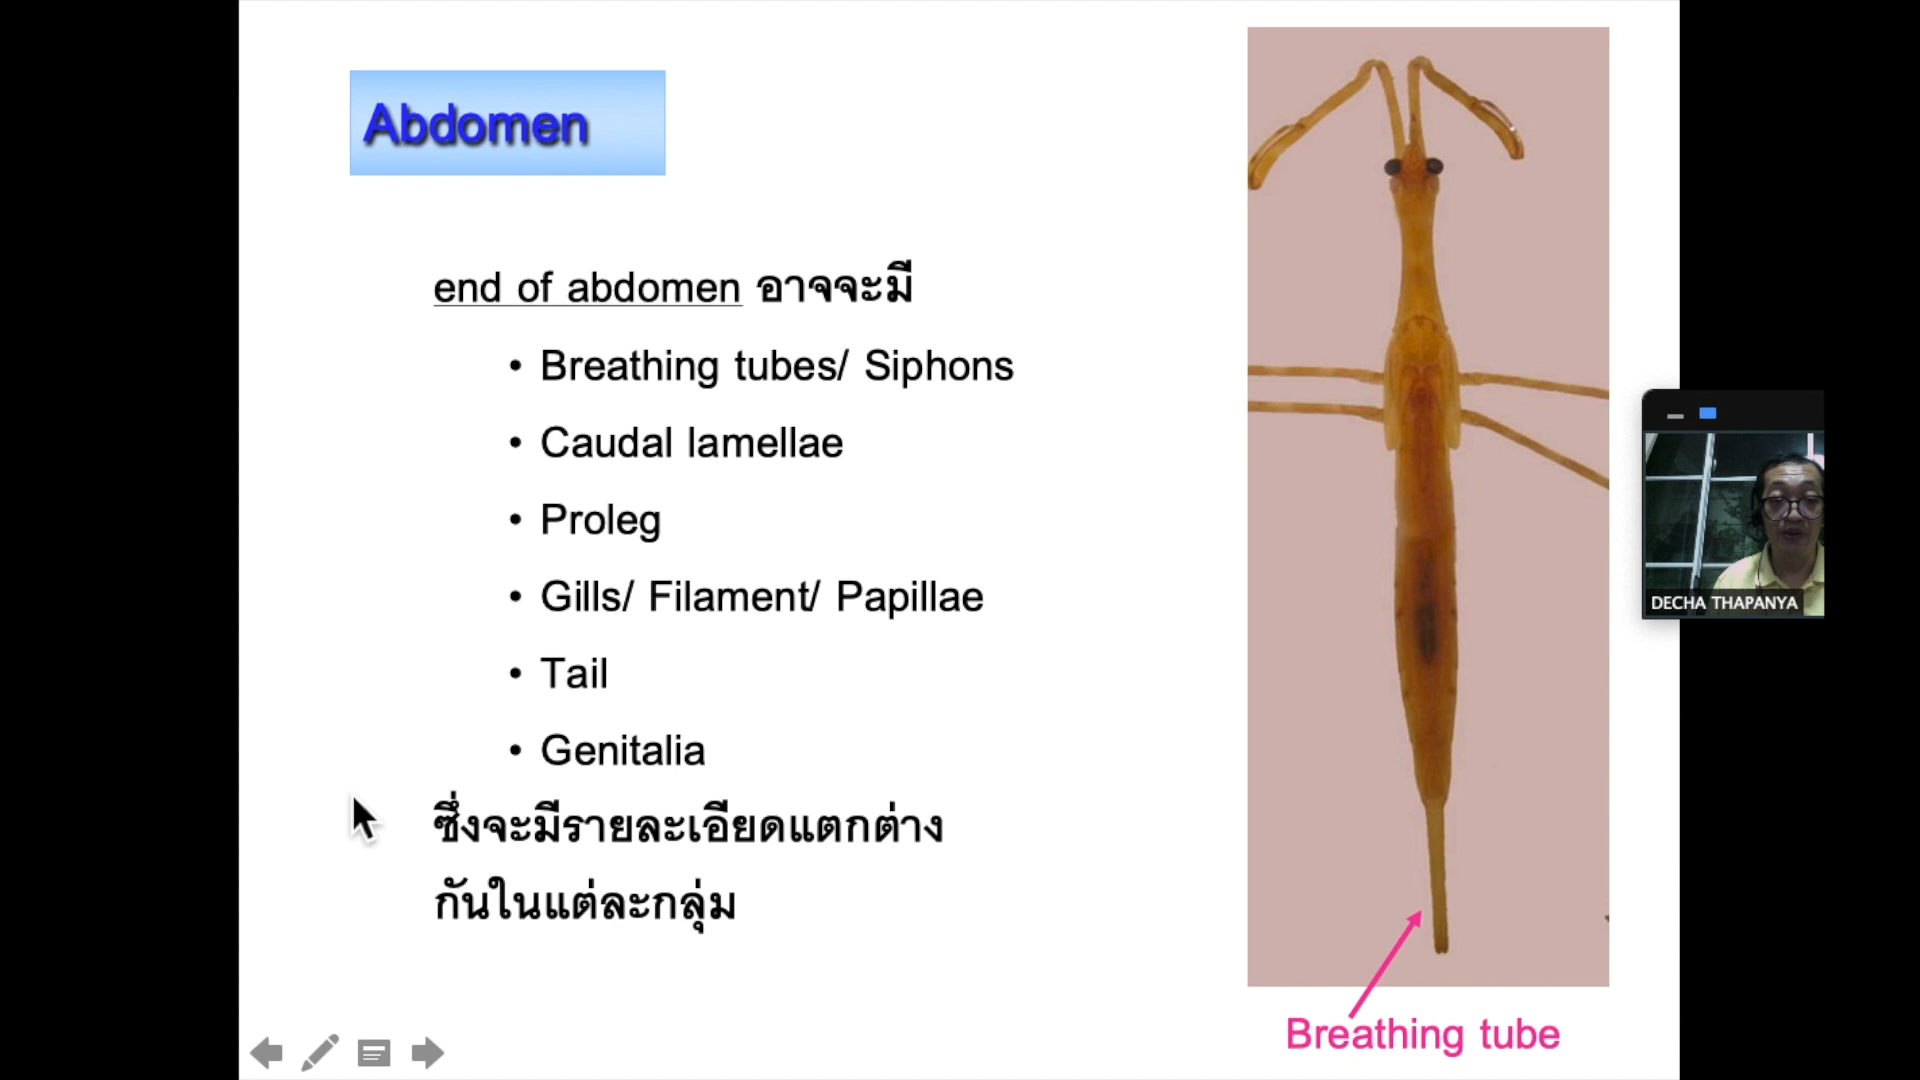 Abdomen
end of abdomen อาจจะมี
• Breathing tubes/ Siphons
• Caudal lamellae
• Proleg
• Gills/ Filament/ Papillae
• Tail
• Genitalia
ซึ่งจะมีรายละเอียดแตกต่าง
กันในแต่ละกลุ่ม
Breathing tube
DECHA THAPANYA